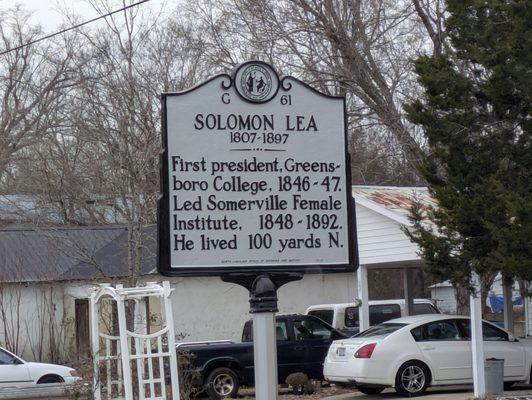 G 61
SOLOMON LEA
1807-1897
First president, Greens-
boro College, 1846-47.
Led Somerville Female
Institute, 1848-1892.
He lived 100 yards N.